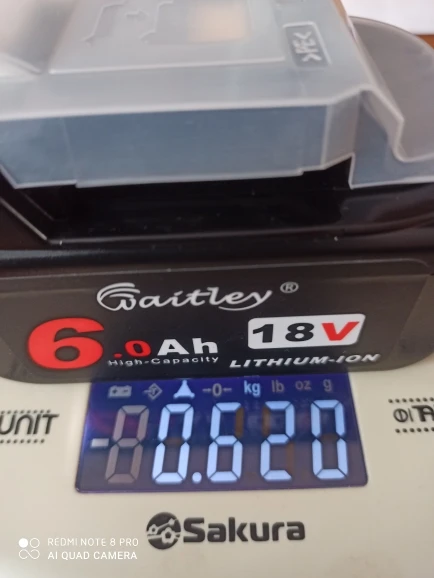 >PE<
Waitley ®
6.0Ah
High-Capacity
18V
LITHIUM-ION
kg lb oz g
UNIT
0.620
Sakura
REDMI NOTE 8 PRO
AI QUAD CAMERA